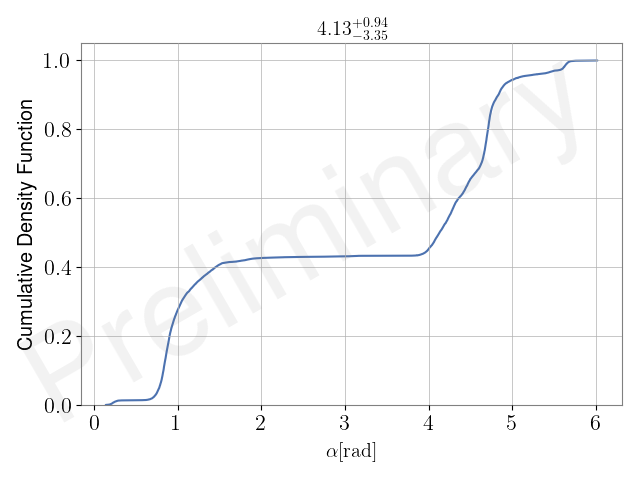 4.13^{+0.94}_{-3.35}
1.0
0.8
0.6
0.4
0.2
0.0
Cumulative Density Function
Preliminary
0 1 2 3 4 5 6
α[rad]